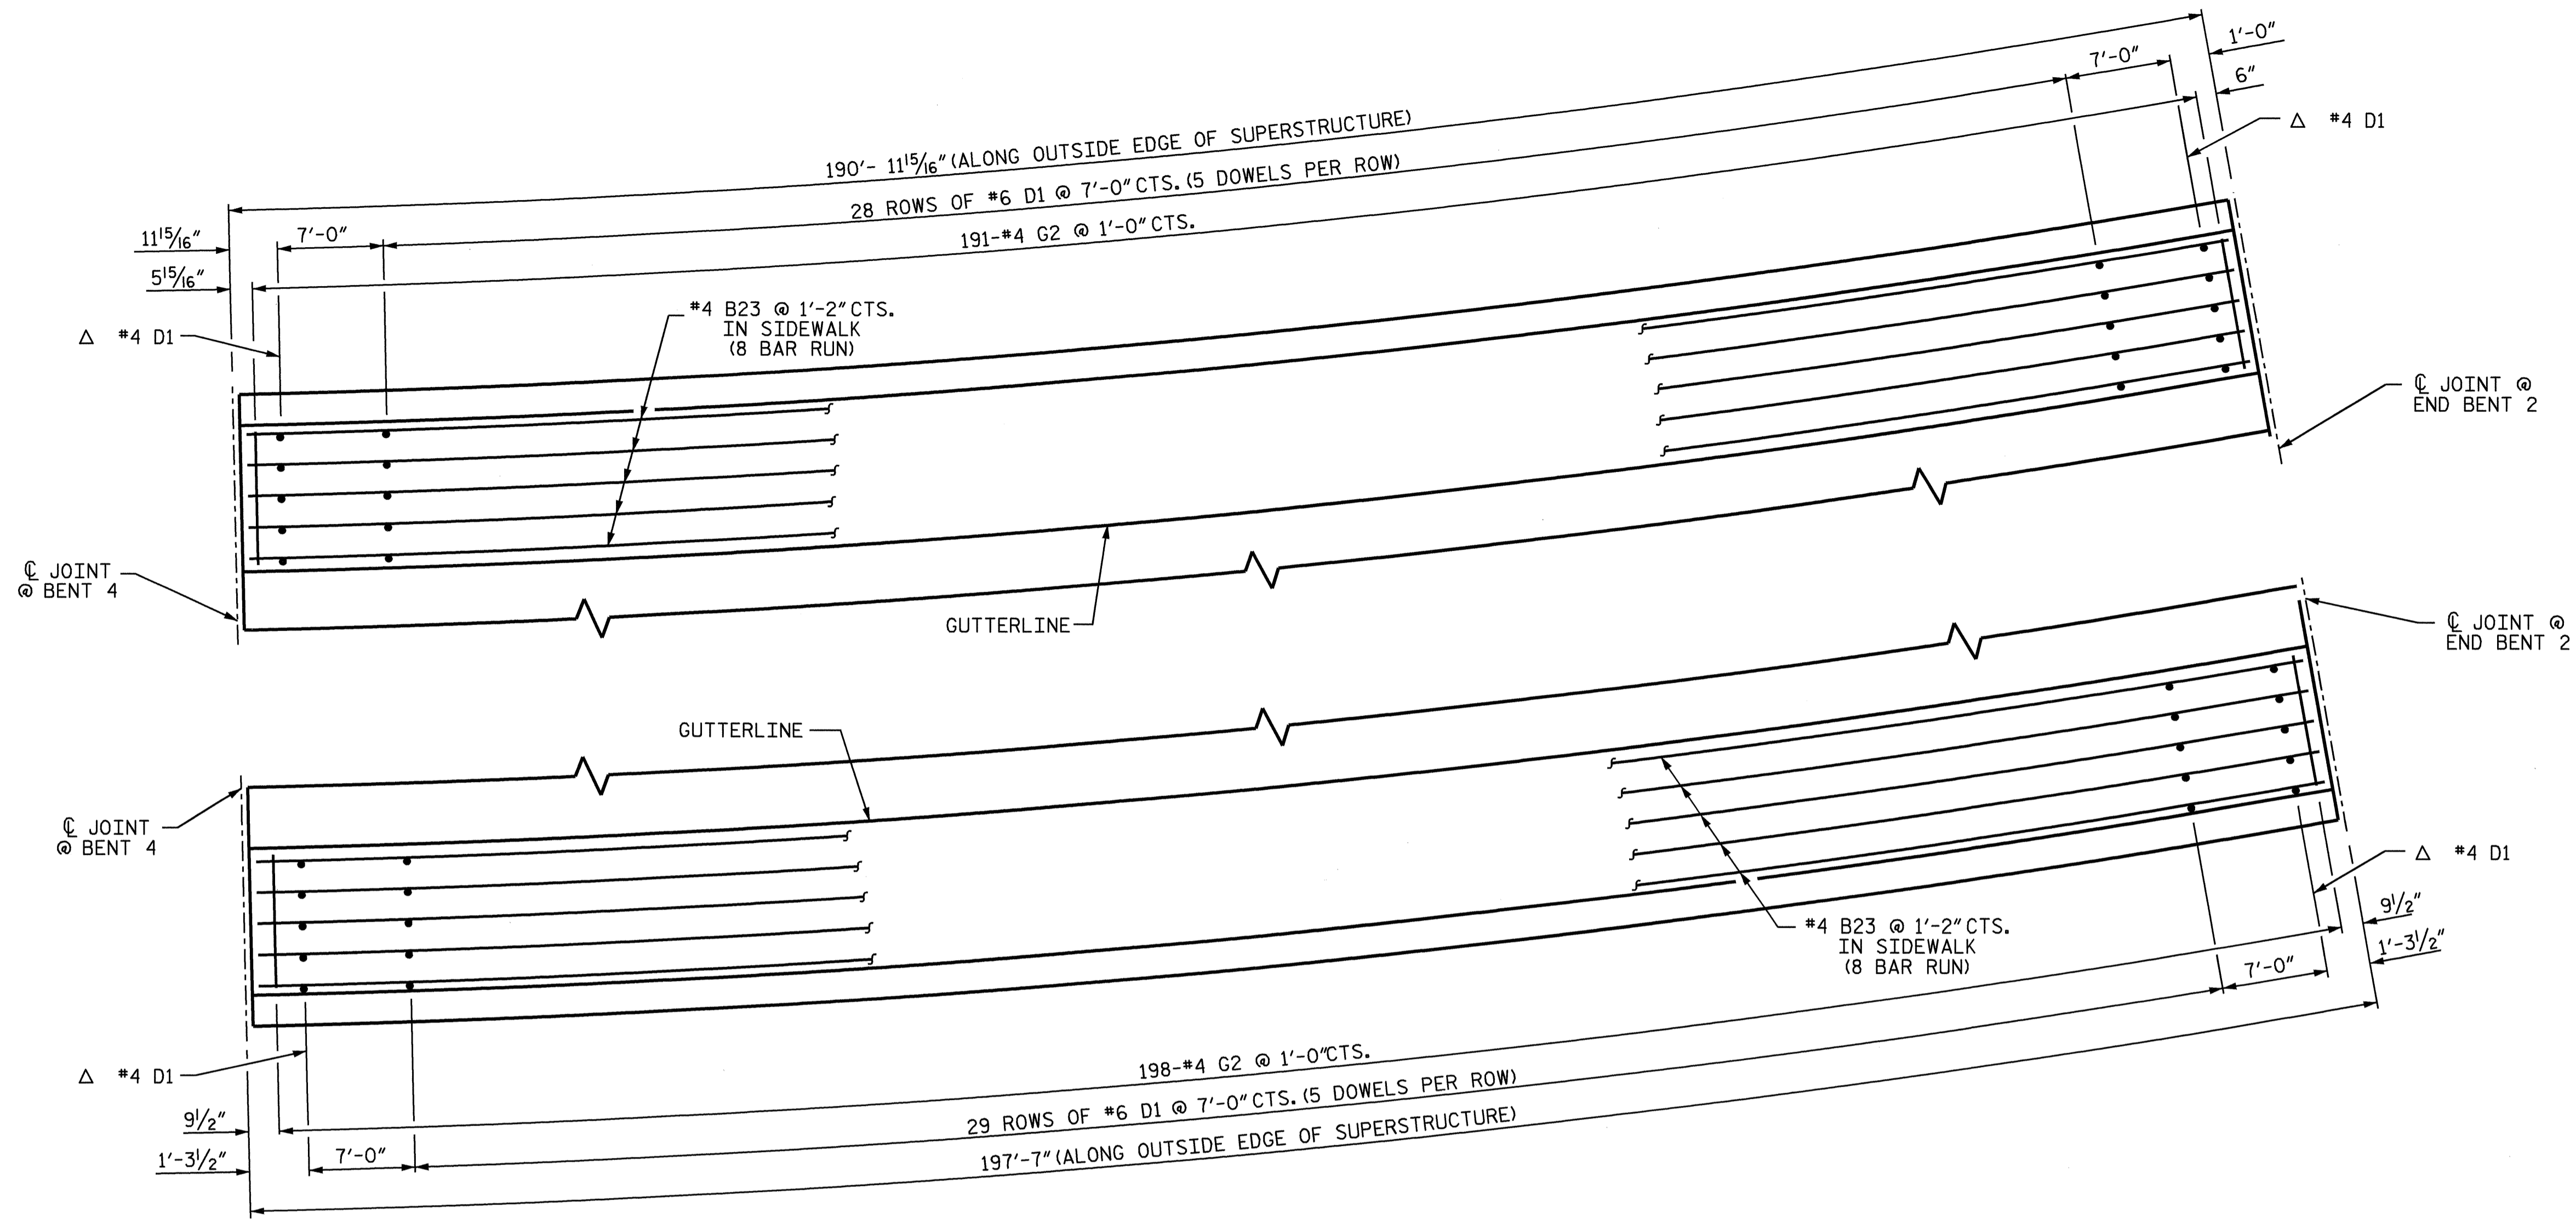 1'-0"
7'-0"
6"
△ #4 D1
190'- 11 15/16" (ALONG OUTSIDE EDGE OF SUPERSTRUCTURE)
28 ROWS OF #6 D1 @ 7'-0" CTS. (5 DOWELS PER ROW)
191-#4 G2 @ 1'-0" CTS.
11 15/16"
7'-0"
5 15/16"
△ #4 D1
#4 B23 @ 1'-2" CTS.
IN SIDEWALK
(8 BAR RUN)
℄ JOINT @
END BENT 2
℄ JOINT
@ BENT 4
GUTTERLINE
℄ JOINT @
END BENT 2
GUTTERLINE
℄ JOINT
@ BENT 4
△ #4 D1
#4 B23 @ 1'-2" CTS.
IN SIDEWALK
(8 BAR RUN)
9 1/2"
1'-3 1/2"
7'-0"
△ #4 D1
198-#4 G2 @ 1'-0" CTS.
29 ROWS OF #6 D1 @ 7'-0" CTS. (5 DOWELS PER ROW)
197'-7" (ALONG OUTSIDE EDGE OF SUPERSTRUCTURE)
9 1/2"
7'-0"
1'-3 1/2"